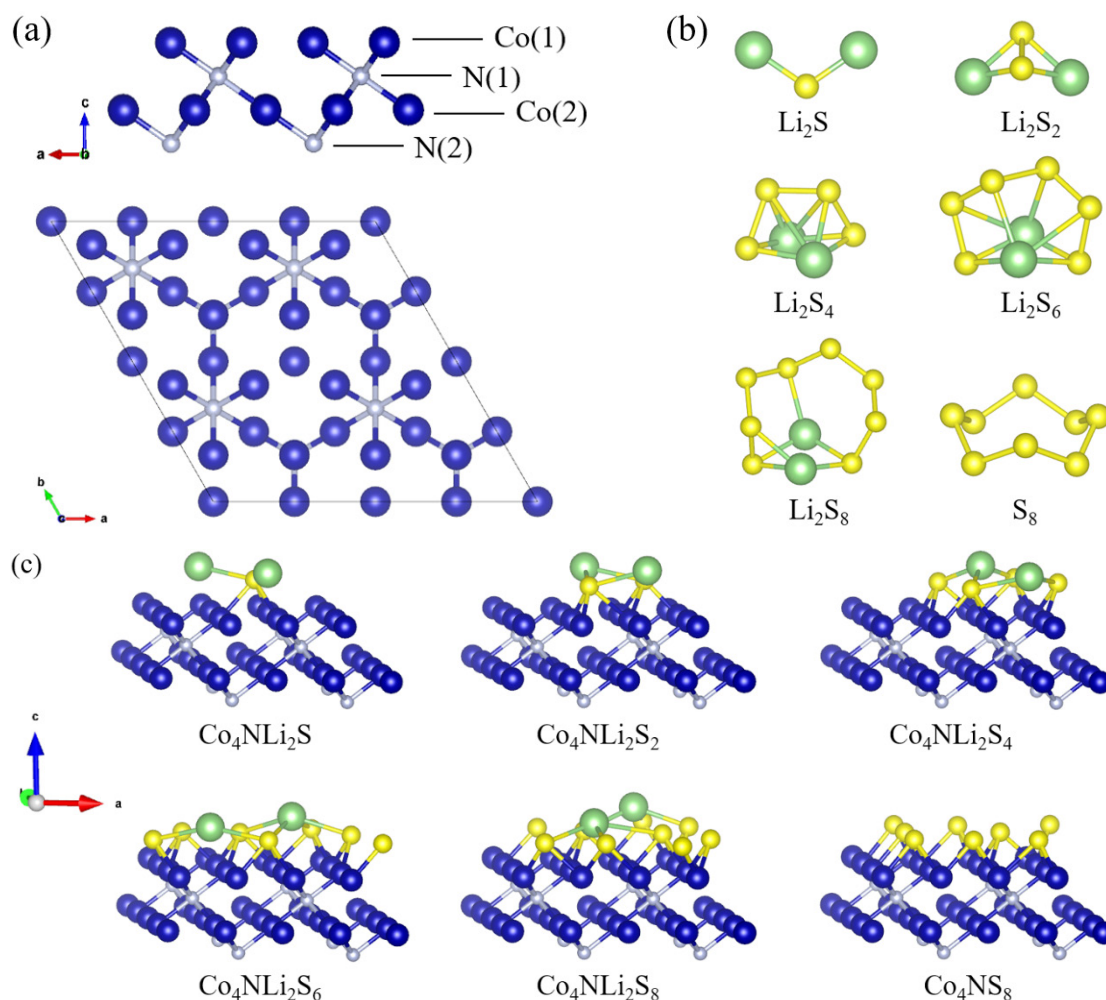 (a)
Co(1)
N(1)
Co(2)
N(2)
c
a
b
b
c
a
(b)
Li₂S
Li₂S₂
Li₂S₄
Li₂S₆
Li₂S₈
S₈
(c)
Co₄NLi₂S
Co₄NLi₂S₂
Co₄NLi₂S₄
c
a
Co₄NLi₂S₆
Co₄NLi₂S₈
Co₄NS₈